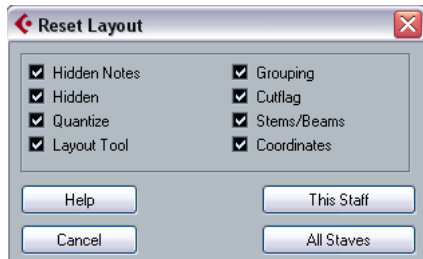 Reset Layout
Hidden Notes
Hidden
Quantize
Layout Tool
Grouping
Cutflag
Stems/Beams
Coordinates
Help
This Staff
Cancel
All Staves